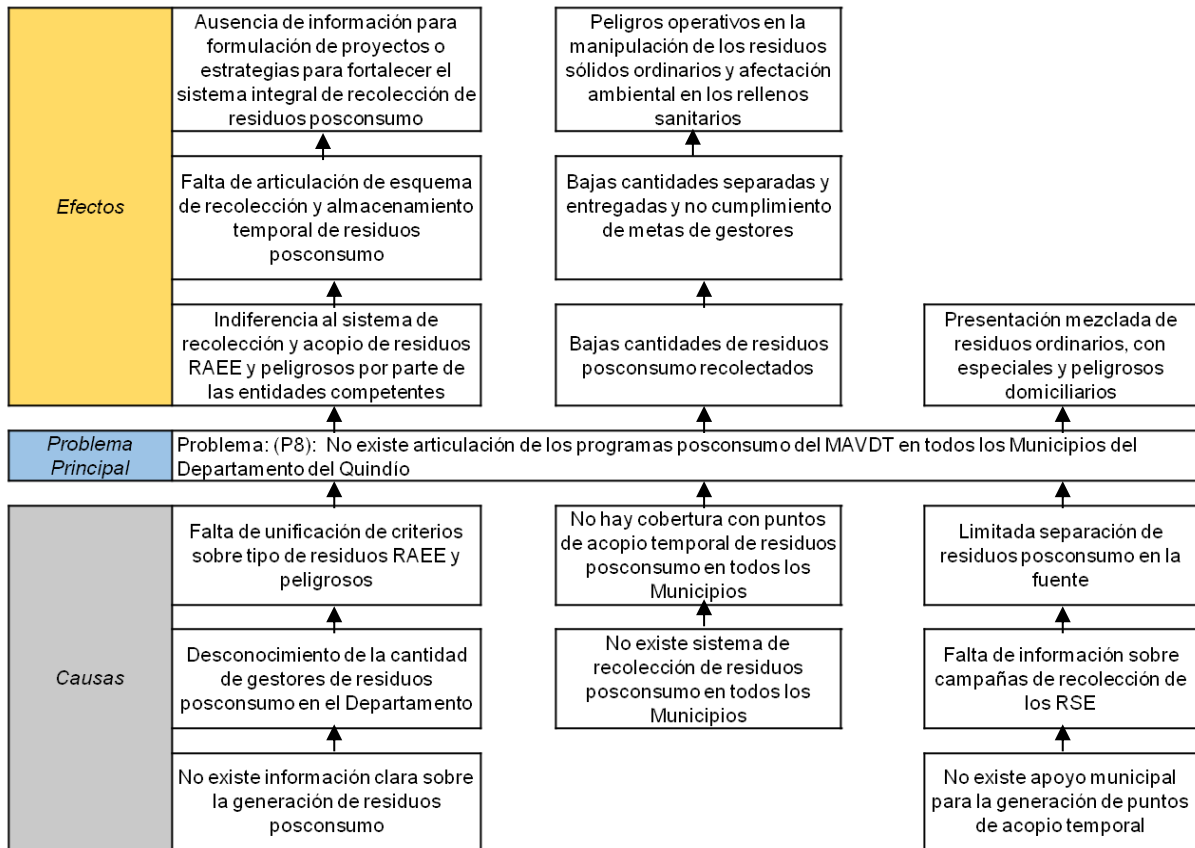 Efectos
Ausencia de información para
formulación de proyectos o
estrategias para fortalecer el
sistema integral de recolección de
residuos posconsumo
Peligros operativos en la
manipulación de los residuos
sólidos ordinarios y afectación
ambiental en los rellenos
sanitarios
Falta de articulación de esquema
de recolección y almacenamiento
temporal de residuos
posconsumo
Bajas cantidades separadas y
entregadas y no cumplimiento
de metas de gestores
Indiferencia al sistema de
recolección y acopio de residuos
RAEE y peligrosos por parte de
las entidades competentes
Bajas cantidades de residuos
posconsumo recolectados
Presentación mezclada de
residuos ordinarios, con
especiales y peligrosos
domiciliarios
Problema
Principal
Problema: (P8): No existe articulación de los programas posconsumo del MAVDT en todos los Municipios del
Departamento del Quindío
Causas
Falta de unificación de criterios
sobre tipo de residuos RAEE y
peligrosos
No hay cobertura con puntos
de acopio temporal de residuos
posconsumo en todos los
Municipios
Limitada separación de
residuos posconsumo en la
fuente
Desconocimiento de la cantidad
de gestores de residuos
posconsumo en el Departamento
No existe sistema de
recolección de residuos
posconsumo en todos los
Municipios
Falta de información sobre
campañas de recolección de
los RSE
No existe información clara sobre
la generación de residuos
posconsumo
No existe apoyo municipal
para la generación de puntos
de acopio temporal